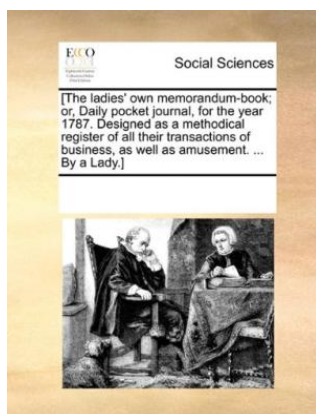 ECCO
Social Sciences
[The ladies' own memorandum-book;
or, Daily pocket journal, for the year
1787. Designed as a methodical
register of all their transactions of
business, as well as amusement. ...
By a Lady.]